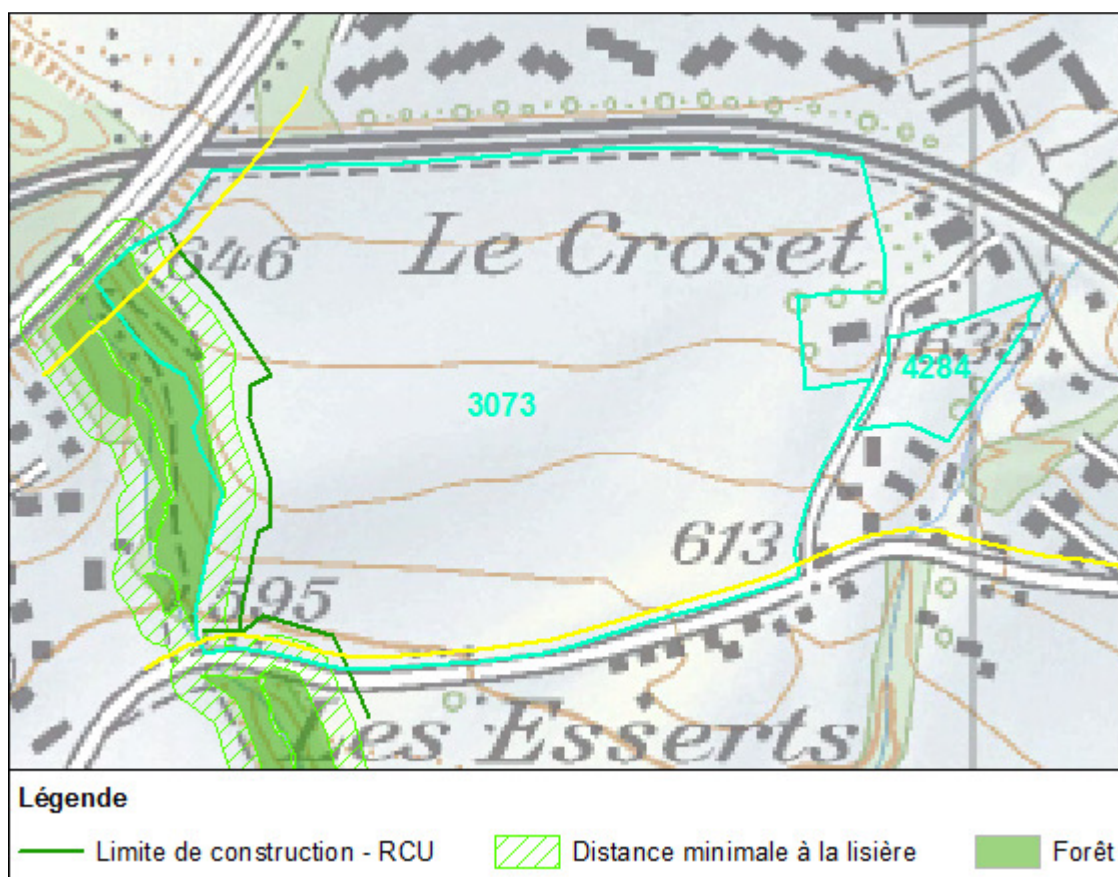 646
Le Croset
635
4284
3073
613
595
Les Esserts
Légende
Limite de construction - RCU
Distance minimale à la lisière
Forêt